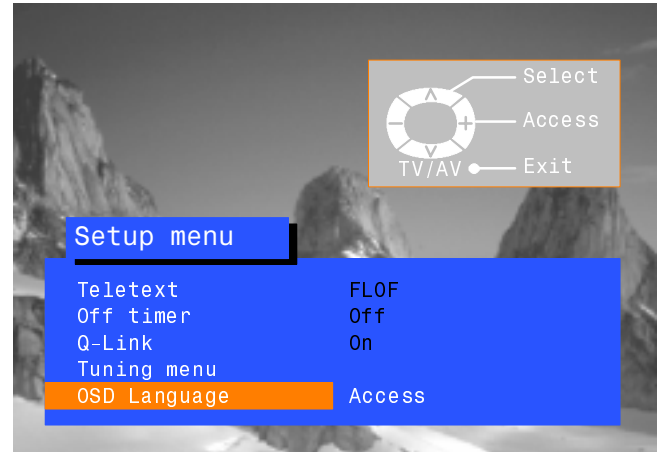 Select
Access
TV/AV Exit
Setup menu
Teletext FLOF
Off timer Off
Q-Link On
Tuning menu
OSD Language Access